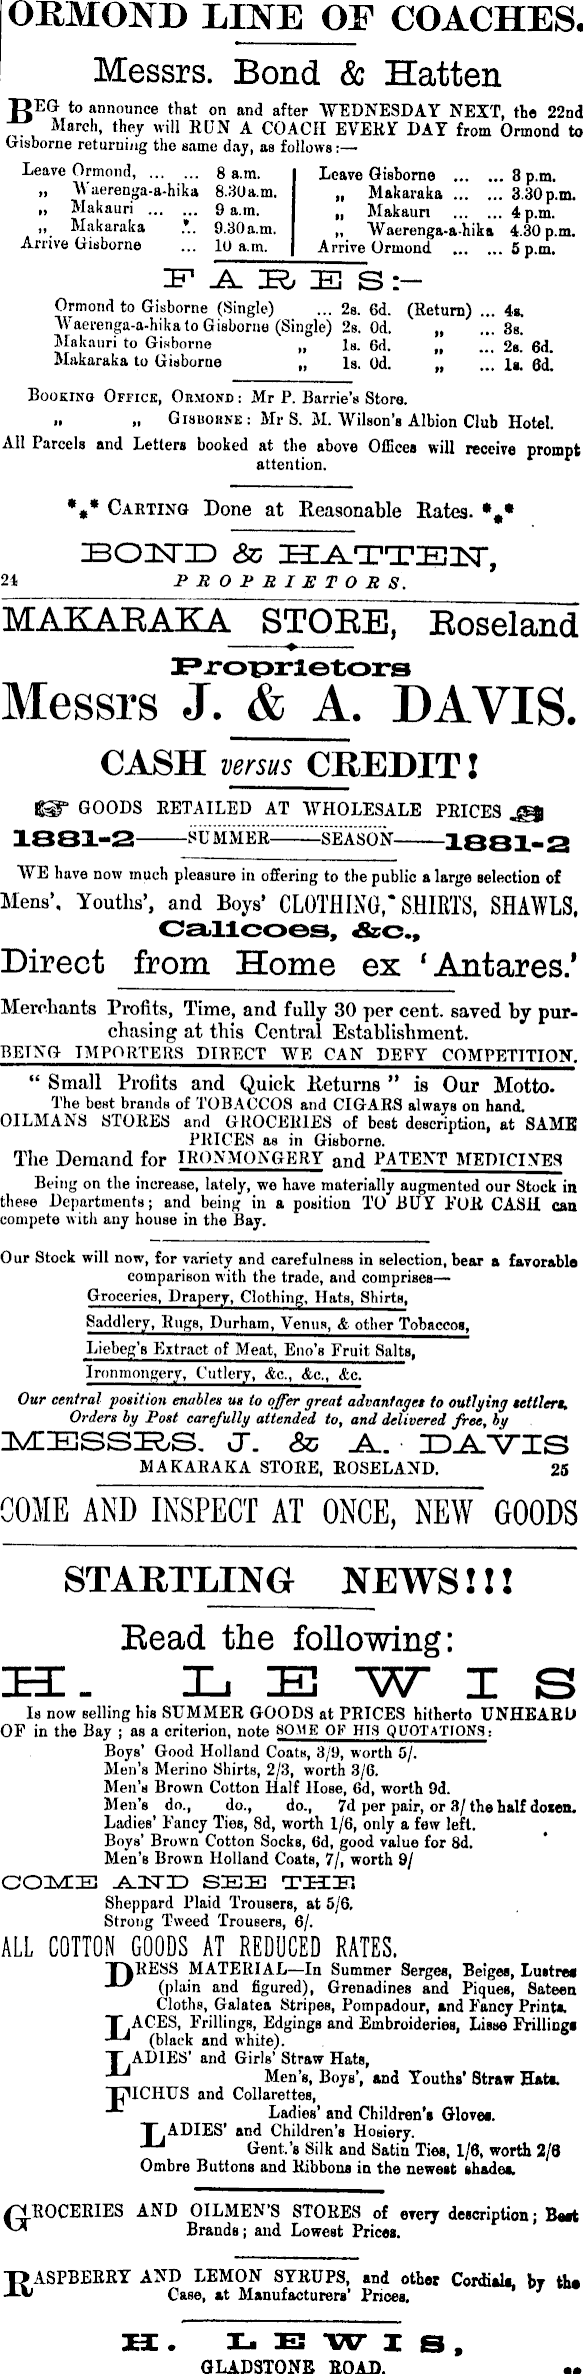 ORMOND LINE OF COACHES.
Messrs. Bond & Hatten
BEG to announce that on and after WEDNESDAY NEXT, the 22nd
March, they will RUN A COACH EVERY DAY from Ormond to
Gisborne returning the same day, as follows:—
Leave Ormond, ... ... 8 a.m.
„ Waerenga-a-hika 8.30a.m.
„ Makauri ... ... 9 a.m.
„ Makaraka ... 9.30a.m.
Arrive Gisborne ... 10 a.m.
Leave Gisborne ... ... 3 p.m.
„ Makaraka ... ... 3.30 p.m.
„ Makauri ... ... 4 p.m.
„ Waerenga-a-hika 4.30 p.m.
Arrive Ormond ... ... 5 p.m.
FARES:—
Ormond to Gisborne (Single) ... 2s. 6d. (Return) ... 4s.
Waerenga-a-hika to Gisborne (Single) 2s. 0d. „ ... 3s.
Makauri to Gisborne „ 1s. 6d. „ ... 2s. 6d.
Makaraka to Gisborne „ 1s. 0d. „ ... 1s. 6d.
BOOKING OFFICE, ORMOND: Mr P. Barrie's Store.
„ „ GISBORNE: Mr S. M. Wilson's Albion Club Hotel.
All Parcels and Letters booked at the above Offices will receive prompt
attention.
*** CARTING Done at Reasonable Rates. ***
BOND & HATTEN,
24 PROPRIETORS.
MAKARAKA STORE, Roseland
Proprietors
Messrs J. & A. DAVIS.
CASH versus CREDIT!
☞ GOODS RETAILED AT WHOLESALE PRICES ☜
1881-2——SUMMER——SEASON——1881-2
WE have now much pleasure in offering to the public a large selection of
Mens', Youths', and Boys' CLOTHING, SHIRTS, SHAWLS,
Calicoes, &c.,
Direct from Home ex 'Antares.'
Merchants Profits, Time, and fully 30 per cent. saved by pur-
chasing at this Central Establishment.
BEING IMPORTERS DIRECT WE CAN DEFY COMPETITION.
"Small Profits and Quick Returns" is Our Motto.
The best brands of TOBACCOS and CIGARS always on hand.
OILMANS STORES and GROCERIES of best description, at SAME
PRICES as in Gisborne.
The Demand for IRONMONGERY and PATENT MEDICINES
Being on the increase, lately, we have materially augmented our Stock in
these Departments; and being in a position TO BUY FOR CASH can
compete with any house in the Bay.
Our Stock will now, for variety and carefulness in selection, bear a favorable
comparison with the trade, and comprises—
Groceries, Drapery, Clothing, Hats, Shirts,
Saddlery, Rugs, Durham, Venus, & other Tobaccos,
Liebeg's Extract of Meat, Eno's Fruit Salts,
Ironmongery, Cutlery, &c., &c., &c.
Our central position enables us to offer great advantages to outlying settlers.
Orders by Post carefully attended to, and delivered free, by
MESSRS. J. & A. DAVIS
MAKARAKA STORE, ROSELAND. 25
COME AND INSPECT AT ONCE, NEW GOODS
STARTLING NEWS!!!
Read the following:
H. LEWIS
Is now selling his SUMMER GOODS at PRICES hitherto UNHEARD
OF in the Bay; as a criterion, note SOME OF HIS QUOTATIONS:
Boys' Good Holland Coats, 3/9, worth 5/.
Men's Merino Shirts, 2/3, worth 3/6.
Men's Brown Cotton Half Hose, 6d, worth 9d.
Men's do., do., do., 7d per pair, or 3/ the half dozen.
Ladies' Fancy Ties, 8d, worth 1/6, only a few left.
Boys' Brown Cotton Socks, 6d, good value for 8d.
Men's Brown Holland Coats, 7/, worth 9/
COME AND SEE THE
Sheppard Plaid Trousers, at 5/6.
Strong Tweed Trousers, 6/.
ALL COTTON GOODS AT REDUCED RATES.
DRESS MATERIAL—In Summer Serges, Beiges, Lustres
(plain and figured), Grenadines and Piques, Sateen
Cloths, Galatea Stripes, Pompadour, and Fancy Prints.
LACES, Frillings, Edgings and Embroideries, Lisse Frillings
(black and white).
LADIES' and Girls' Straw Hats,
Men's, Boys', and Youths' Straw Hats.
FICHUS and Collarettes,
Ladies' and Children's Gloves.
LADIES' and Children's Hosiery.
Gent.'s Silk and Satin Ties, 1/6, worth 2/6
Ombre Buttons and Ribbons in the newest shades.
GROCERIES AND OILMEN'S STORES of every description; Best
Brands; and Lowest Prices.
RASPBERRY AND LEMON SYRUPS, and other Cordials, by the
Case, at Manufacturers' Prices.
H. LEWIS,
GLADSTONE ROAD.